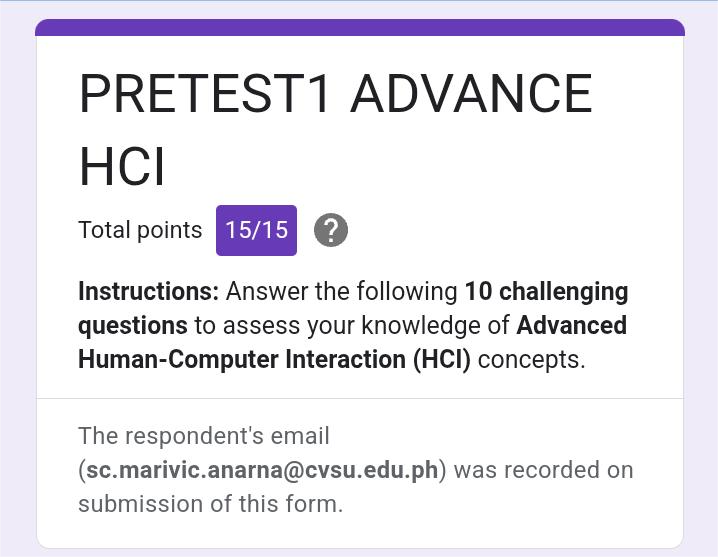 PRETEST1 ADVANCE
HCI
Total points 15/15 ?
Instructions: Answer the following 10 challenging
questions to assess your knowledge of Advanced
Human-Computer Interaction (HCI) concepts.
The respondent's email
(sc.marivic.anarna@cvsu.edu.ph) was recorded on
submission of this form.